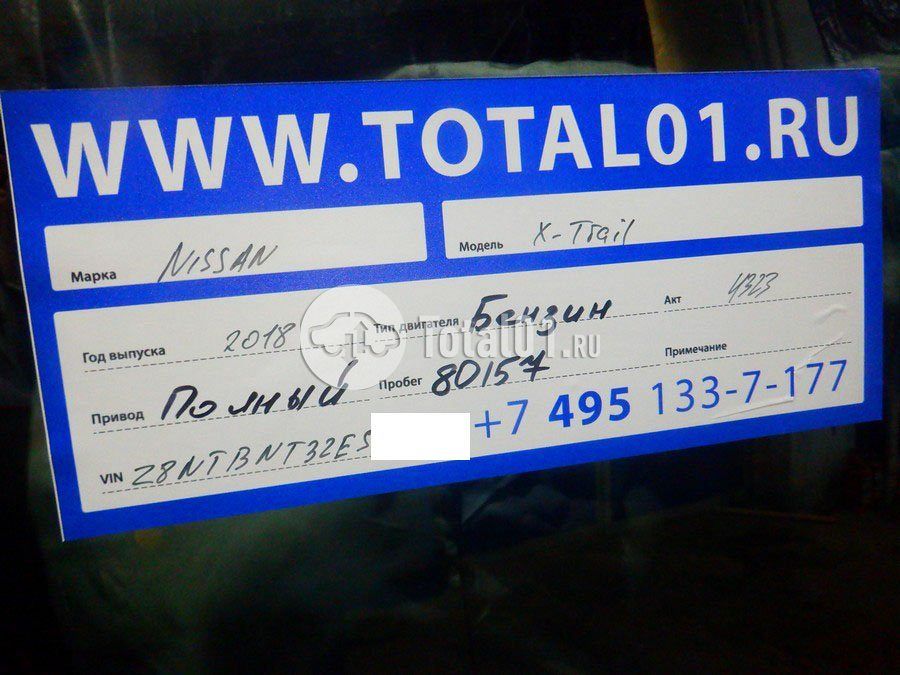 WWW.TOTAL01.RU
Марка NISSAN Модель X-Trail
Год выпуска 2018 Тип двигателя Бензин Акт 4323
Total01.RU
Привод Полный Пробег 80157 Примечание
VIN Z8NTBNT32ES +7 495 133-7-177